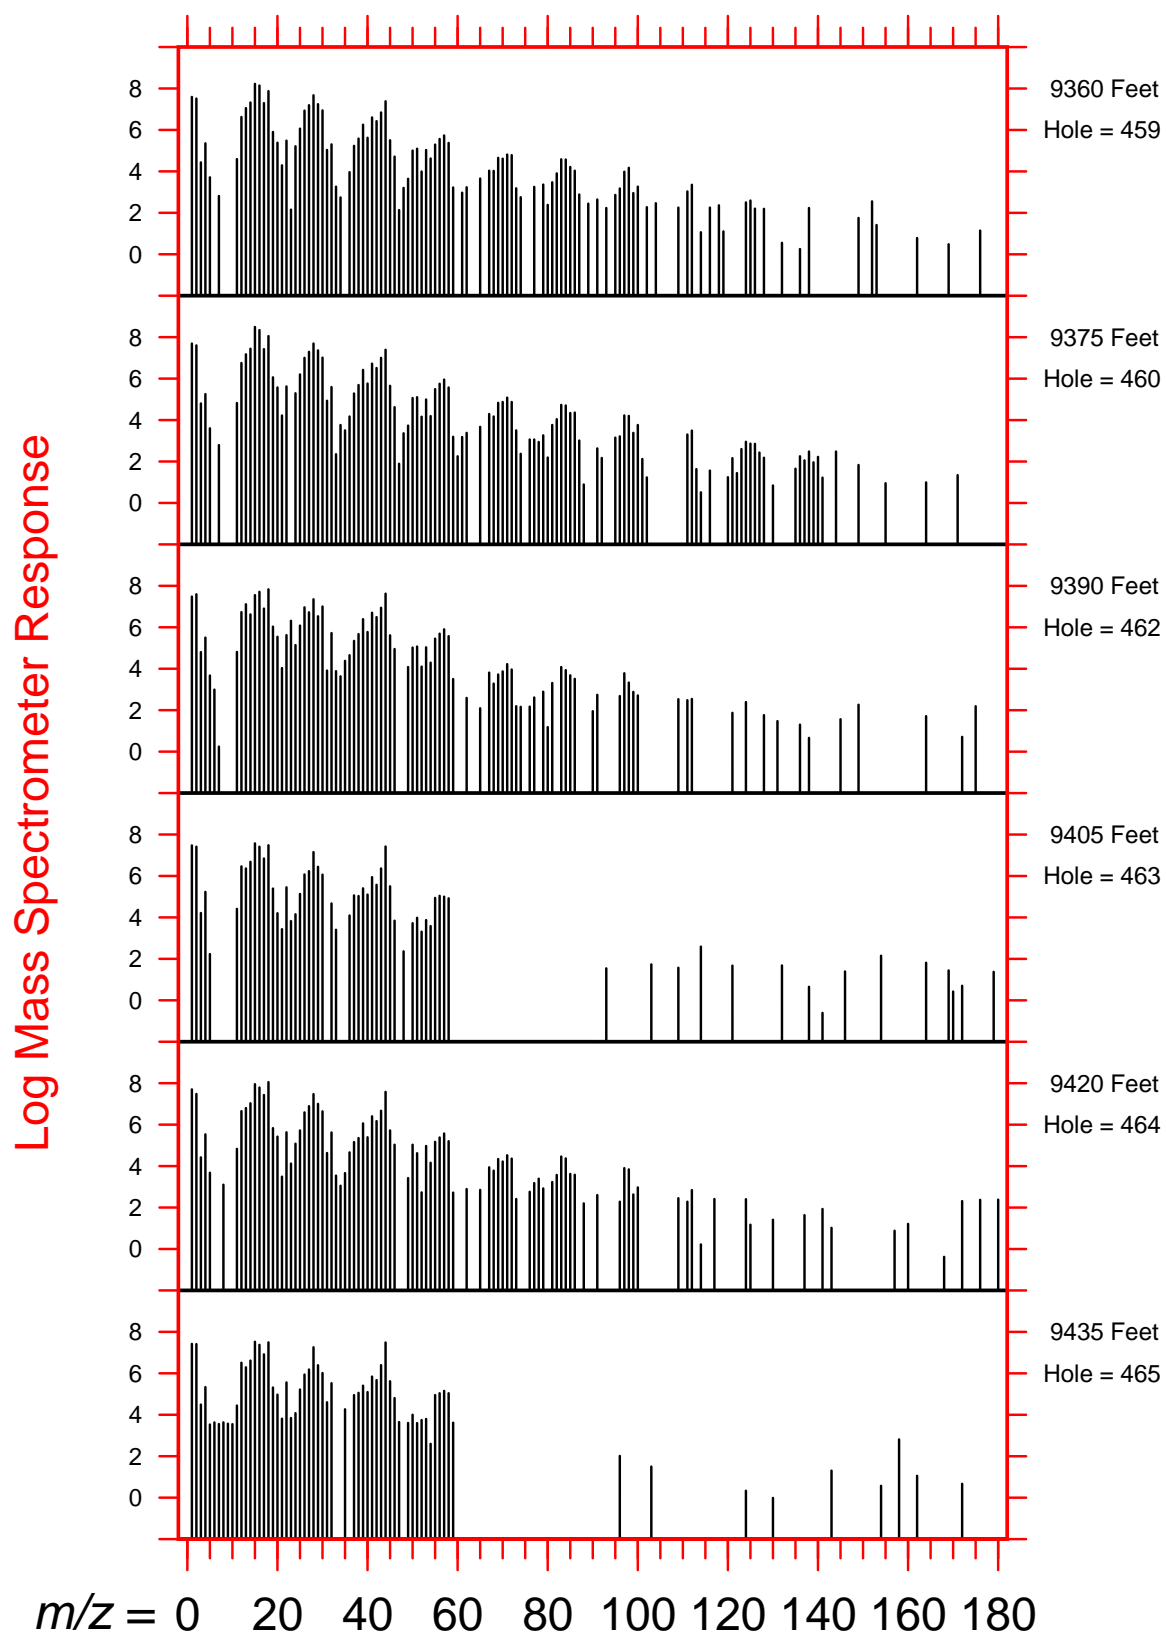 Log Mass Spectrometer Response
8
6
4
2
0
9360 Feet
Hole = 459
8
6
4
2
0
9375 Feet
Hole = 460
8
6
4
2
0
9390 Feet
Hole = 462
8
6
4
2
0
9405 Feet
Hole = 463
8
6
4
2
0
9420 Feet
Hole = 464
8
6
4
2
0
9435 Feet
Hole = 465
m/z = 0 20 40 60 80 100 120 140 160 180